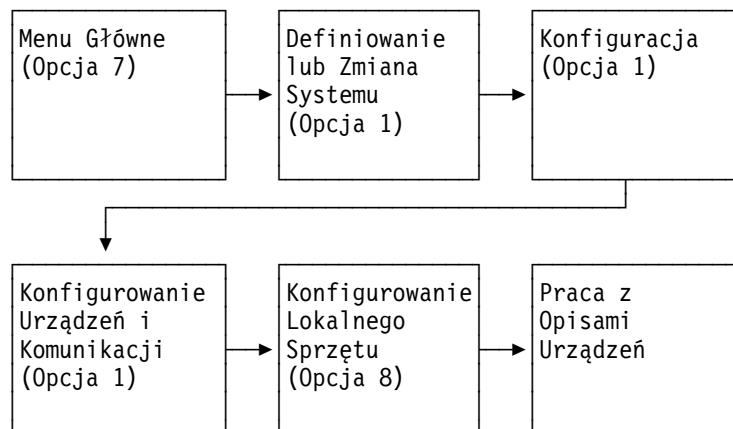 Menu Główne
(Opcja 7)
Definiowanie
lub Zmiana
Systemu
(Opcja 1)
Konfiguracja
(Opcja 1)
Konfigurowanie
Urządzeń i
Komunikacji
(Opcja 1)
Konfigurowanie
Lokalnego
Sprzętu
(Opcja 8)
Praca z
Opisami
Urządzeń